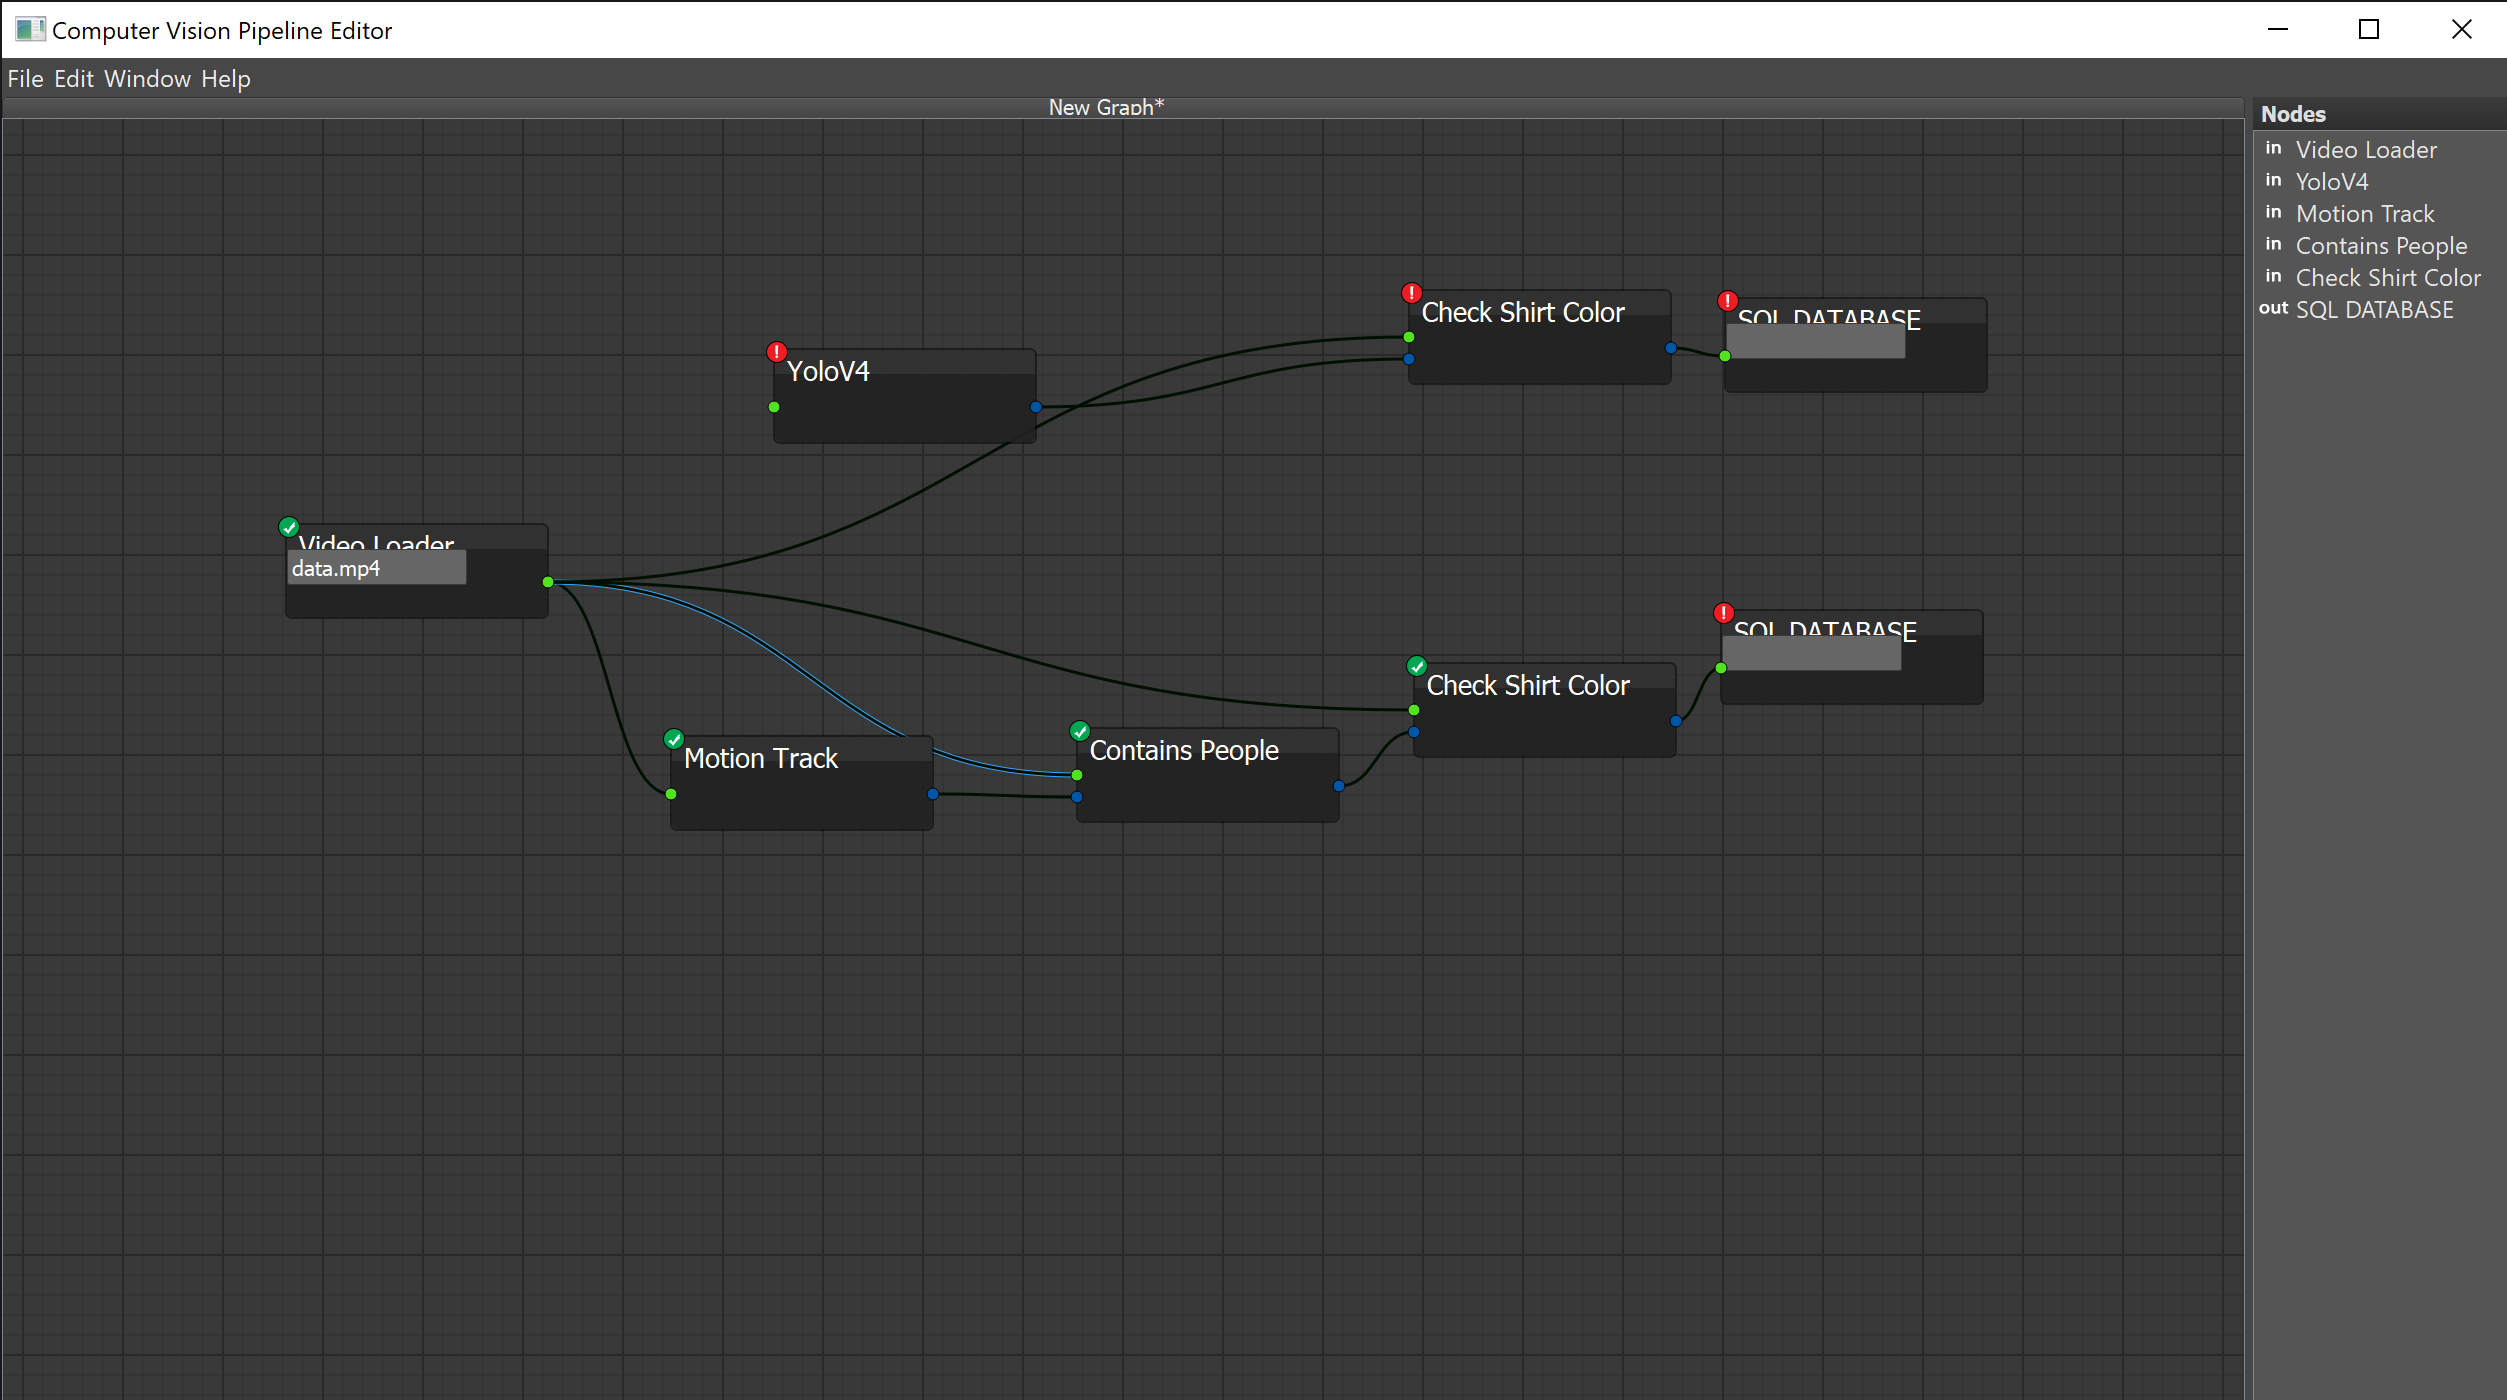 Computer Vision Pipeline Editor
File Edit Window Help
New Graph*
Nodes
in Video Loader
in YoloV4
in Motion Track
in Contains People
in Check Shirt Color
out SQL DATABASE
Check Shirt Color
SQL DATABASE
YoloV4
Video Loader
data.mp4
SQL DATABASE
Check Shirt Color
Motion Track
Contains People